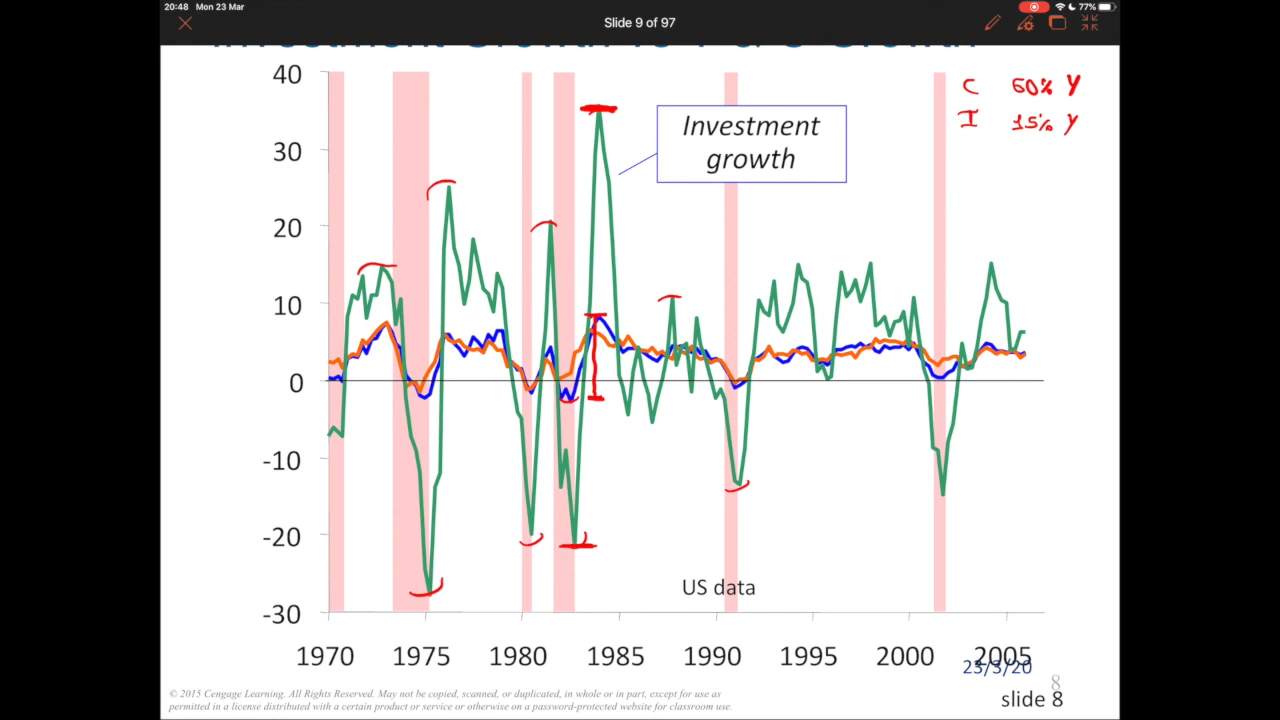 20:48 Mon 23 Mar
77%
Slide 9 of 97
C 60% Y
I 15% Y
Investment
growth
40
30
20
10
0
-10
-20
-30
US data
1970 1975 1980 1985 1990 1995 2000 2005
23/3/20
8
slide 8
© 2015 Cengage Learning. All Rights Reserved. May not be copied, scanned, or duplicated, in whole or in part, except for use as
permitted in a license distributed with a certain product or service or otherwise on a password-protected website for classroom use.